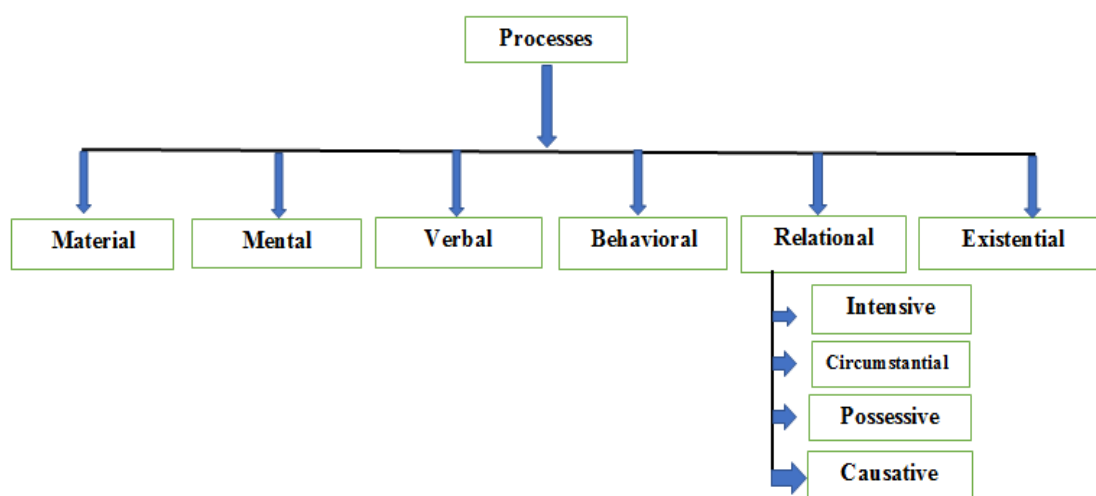 Processes
Material
Mental
Verbal
Behavioral
Relational
Existential
Intensive
Circumstantial
Possessive
Causative